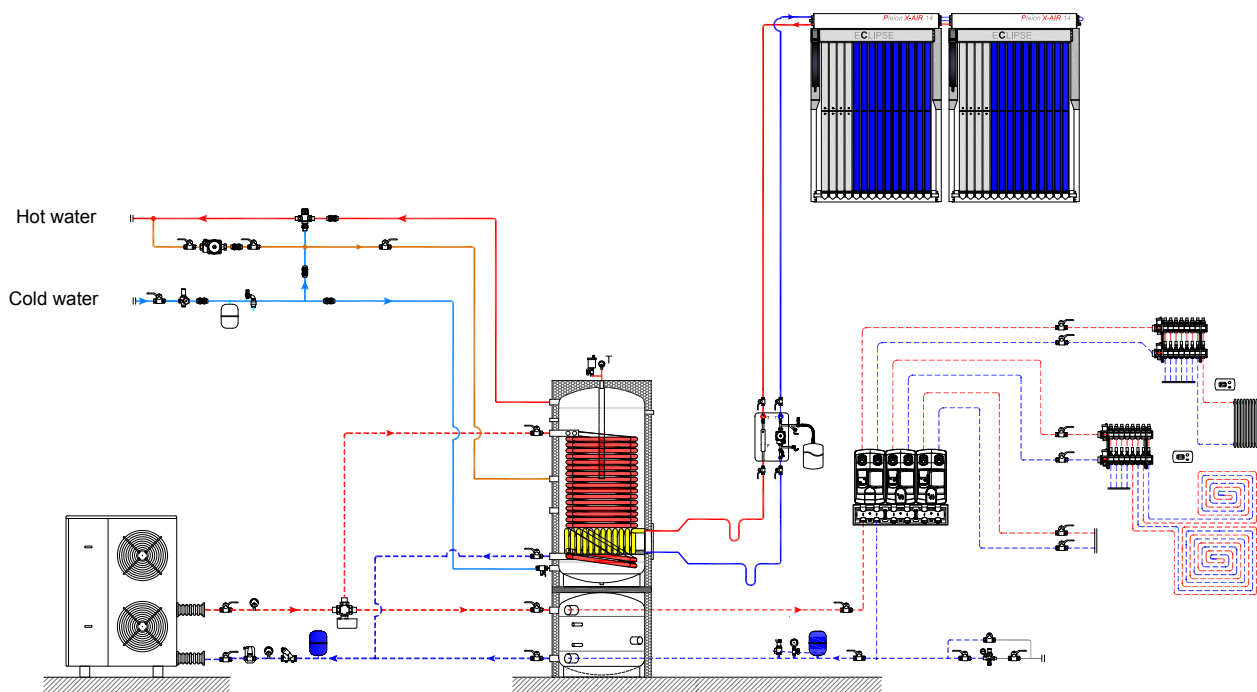 Pleion X-AIR 14
Pleion X-AIR 14
ECLIPSE
ECLIPSE
Hot water
Cold water
T